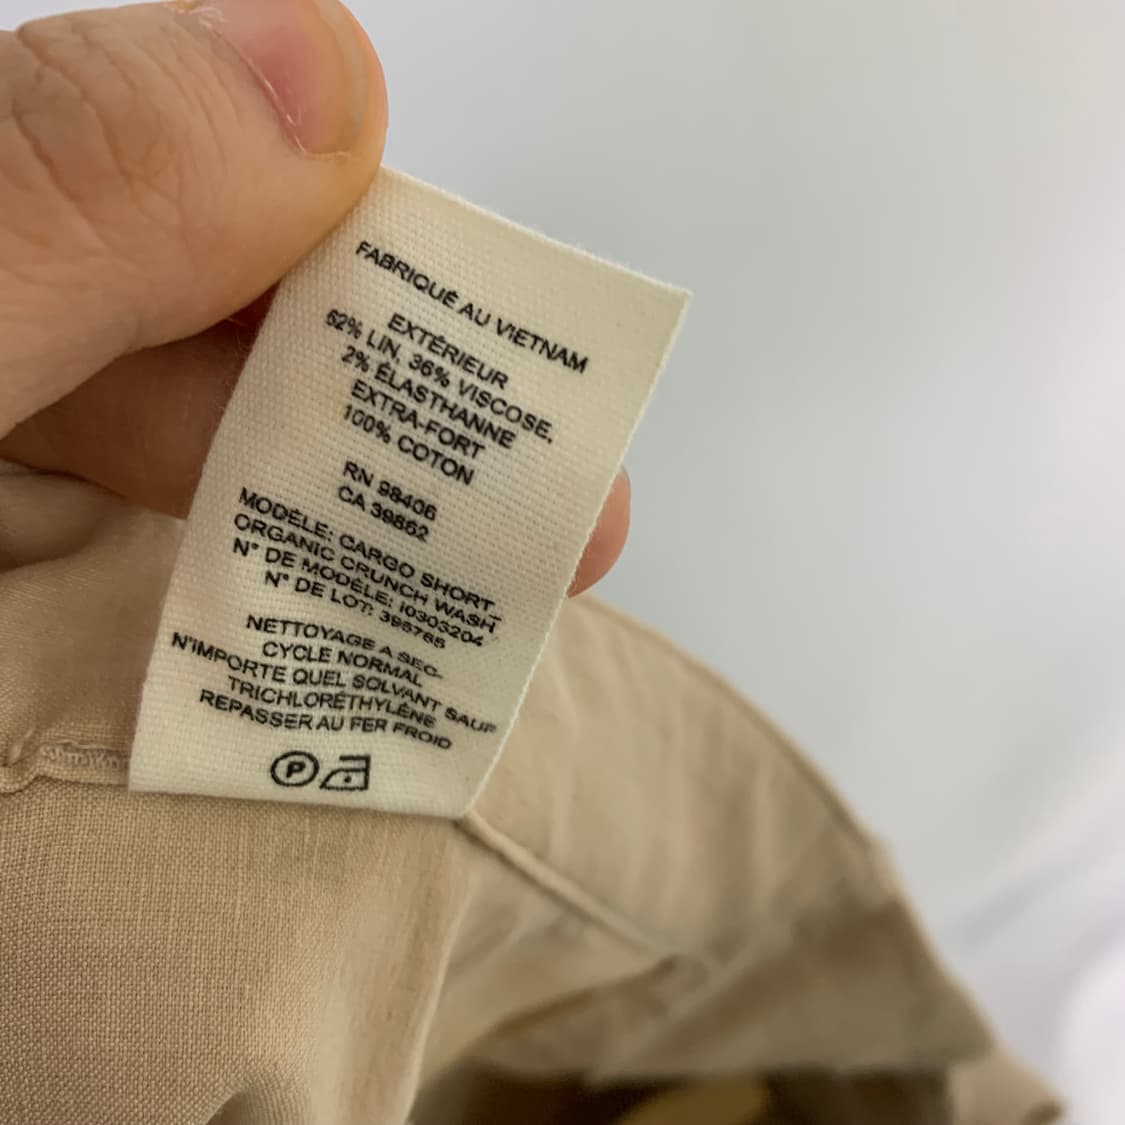 FABRIQUÉ AU VIETNAM
EXTÉRIEUR
62% LIN, 36% VISCOSE,
2% ÉLASTHANNE
EXTRA-FORT
100% COTON
RN 98406
CA 39862
MODÈLE: CARGO SHORT_
ORGANIC CRUNCH WASH
N° DE MODÈLE: I0303204
N° DE LOT: 395765
NETTOYAGE A SEC-
CYCLE NORMAL
N'IMPORTE QUEL SOLVANT SAUF
TRICHLORÉTHYLÈNE
REPASSER AU FER FROID
P